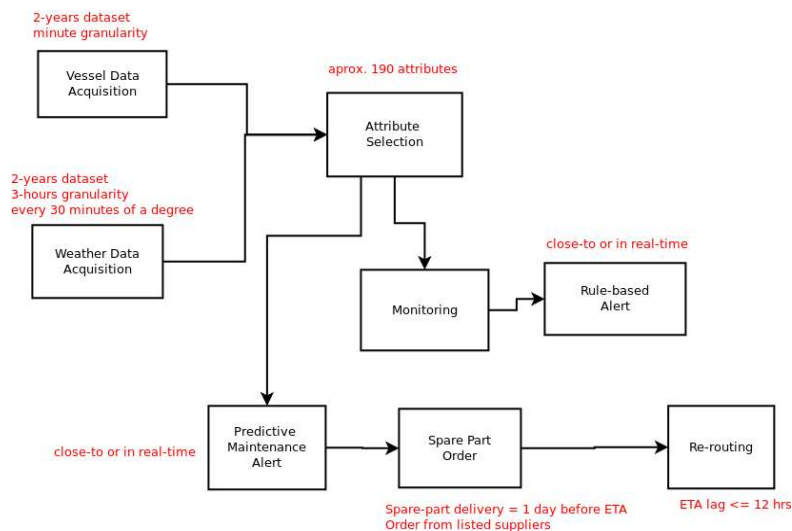 2-years dataset
minute granularity
Vessel Data
Acquisition
aprox. 190 attributes
Attribute
Selection
2-years dataset
3-hours granularity
every 30 minutes of a degree
Weather Data
Acquisition
close-to or in real-time
Monitoring
Rule-based
Alert
close-to or in real-time
Predictive
Maintenance
Alert
Spare Part
Order
Re-routing
Spare-part delivery = 1 day before ETA
Order from listed suppliers
ETA lag <= 12 hrs